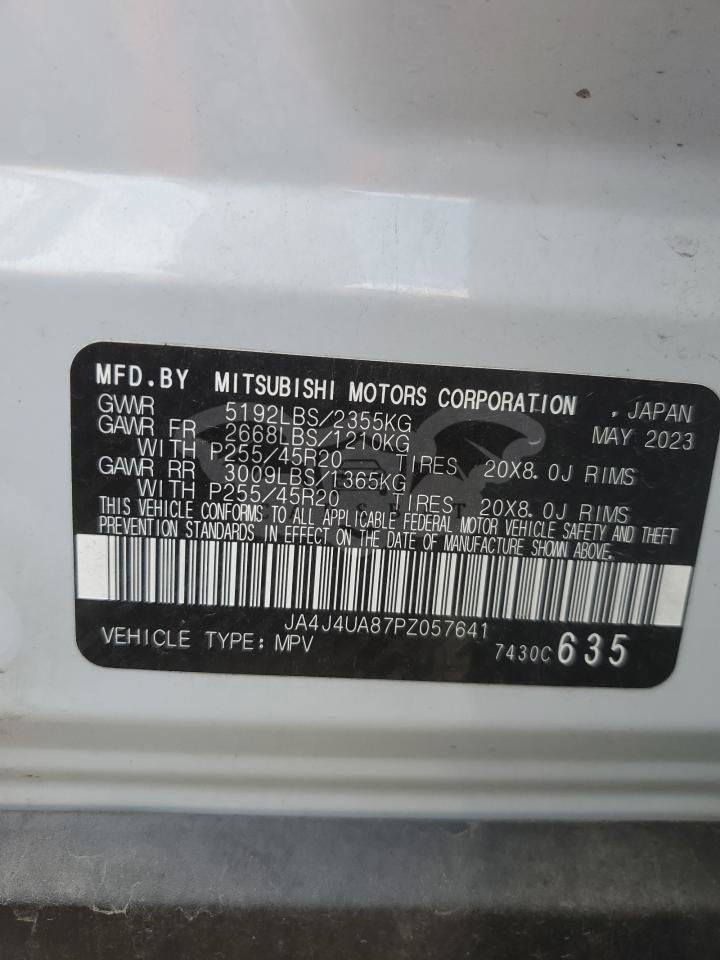 MFD.BY MITSUBISHI MOTORS CORPORATION . JAPAN
GVWR 5192LBS/2355KG MAY 2023
GAWR FR 2668LBS/1210KG
WITH P255/45R20 TIRES 20X8.0J RIMS
GAWR RR 3009LBS/1365KG
WITH P255/45R20 TIRES 20X8.0J RIMS
THIS VEHICLE CONFORMS TO ALL APPLICABLE FEDERAL MOTOR VEHICLE SAFETY AND THEFT
PREVENTION STANDARDS IN EFFECT ON THE DATE OF MANUFACTURE SHOWN ABOVE.
JA4J4UA87PZ057641
VEHICLE TYPE: MPV 7430C 635